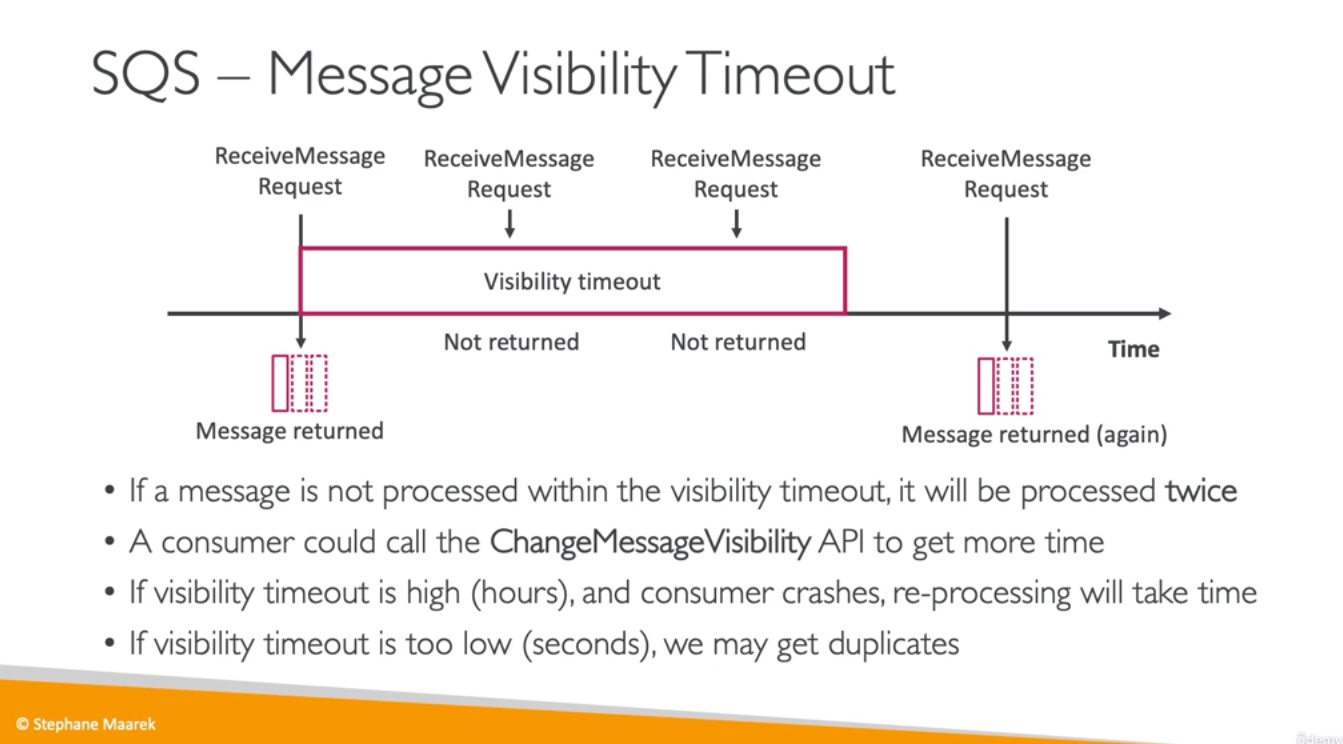 SQS – Message Visibility Timeout
ReceiveMessage Request
ReceiveMessage Request
ReceiveMessage Request
ReceiveMessage Request
Visibility timeout
Not returned
Not returned
Time
Message returned
Message returned (again)
• If a message is not processed within the visibility timeout, it will be processed twice
• A consumer could call the ChangeMessageVisibility API to get more time
• If visibility timeout is high (hours), and consumer crashes, re-processing will take time
• If visibility timeout is too low (seconds), we may get duplicates
© Stephane Maarek
ûdemy